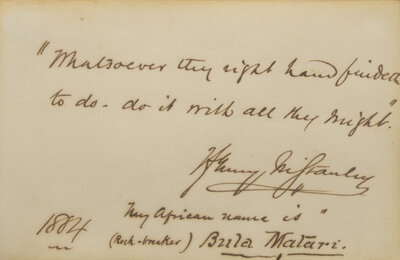 "Whatsoever thy right hand findeth
to do - do it with all thy might".
Henry M Stanley
1884 My African name is "
(Rock-breaker) Bula Matari.